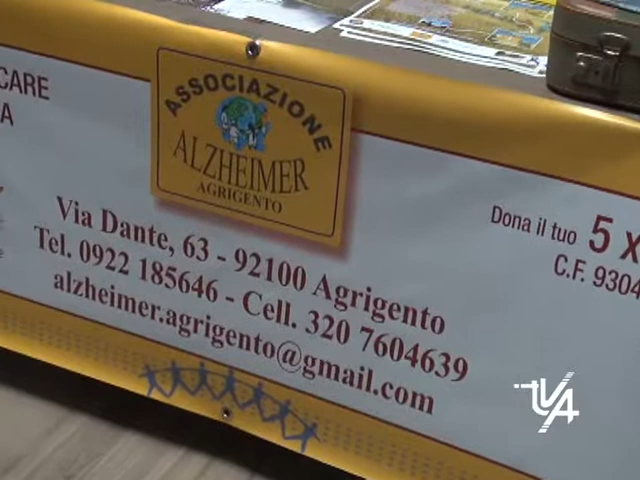 CARE
A
ASSOCIAZIONE
ALZHEIMER
AGRIGENTO
Via Dante, 63 - 92100 Agrigento
Tel. 0922 185646 - Cell. 320 7604639
alzheimer.agrigento@gmail.com
Dona il tuo 5 x
C.F. 9304
TVA